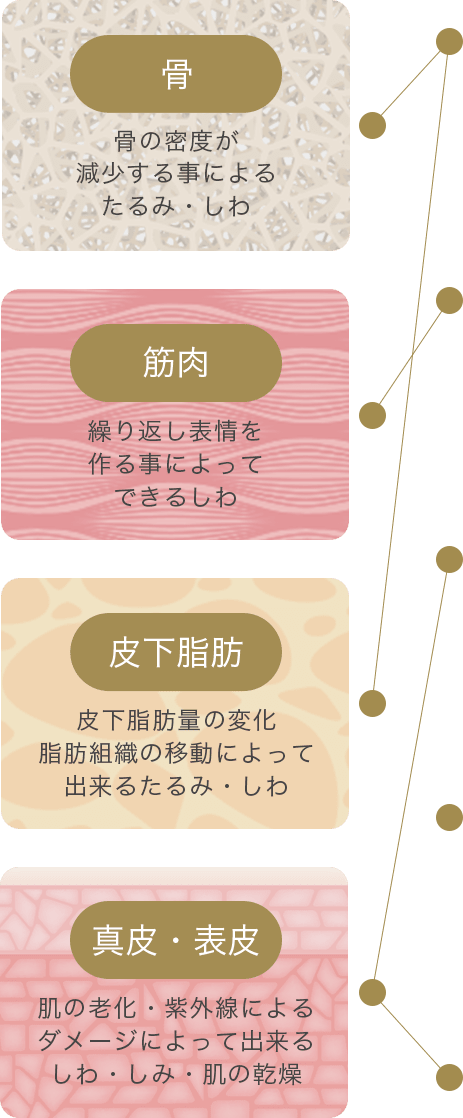 骨
骨の密度が
減少する事による
たるみ・しわ
筋肉
繰り返し表情を
作る事によって
できるしわ
皮下脂肪
皮下脂肪量の変化
脂肪組織の移動によって
出来るたるみ・しわ
真皮・表皮
肌の老化・紫外線による
ダメージによって出来る
しわ・しみ・肌の乾燥